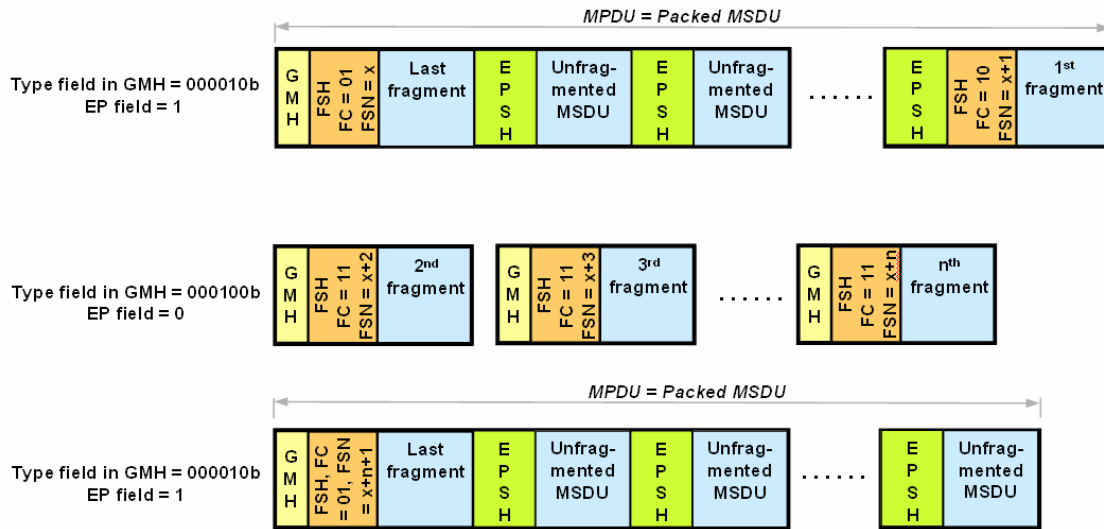 MPDU = Packed MSDU
Type field in GMH = 000010b
EP field = 1
G
M
H
FSH
FC = 01
FSN = x
Last
fragment
E
P
S
H
Unfrag-
mented
MSDU
E
P
S
H
Unfrag-
mented
MSDU
. . . . . .
E
P
S
H
FSH
FC = 10
FSN = x+1
1st
fragment
Type field in GMH = 000100b
EP field = 0
G
M
H
FSH
FC = 11
FSN = x+2
2nd
fragment
G
M
H
FSH
FC = 11
FSN = x+3
3rd
fragment
. . . . . .
G
M
H
FSH
FC = 11
FSN = x+n
nth
fragment
MPDU = Packed MSDU
Type field in GMH = 000010b
EP field = 1
G
M
H
FSH, FC
= 01, FSN
= x+n+1
Last
fragment
E
P
S
H
Unfrag-
mented
MSDU
E
P
S
H
Unfrag-
mented
MSDU
. . . . . .
E
P
S
H
Unfrag-
mented
MSDU